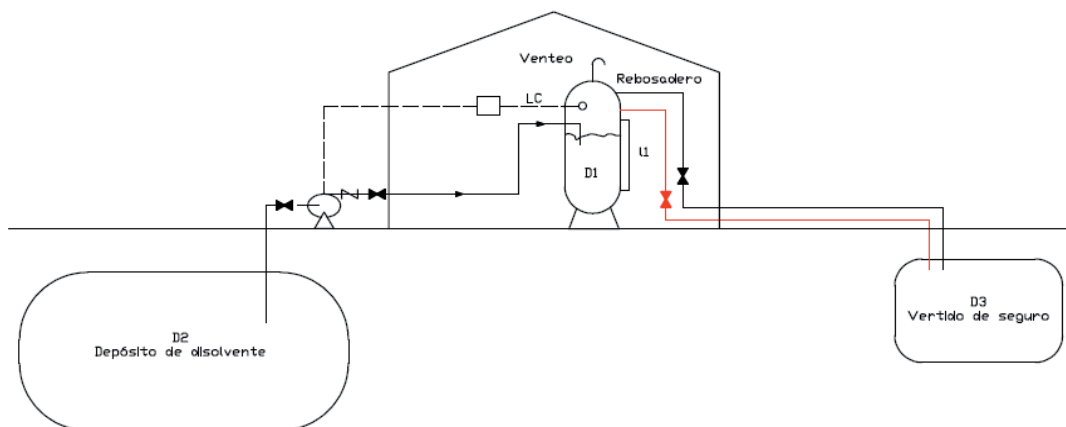 Venteo
Rebosadero
LC
l1
D1
D2
Depósito de disolvente
D3
Vertido de seguro